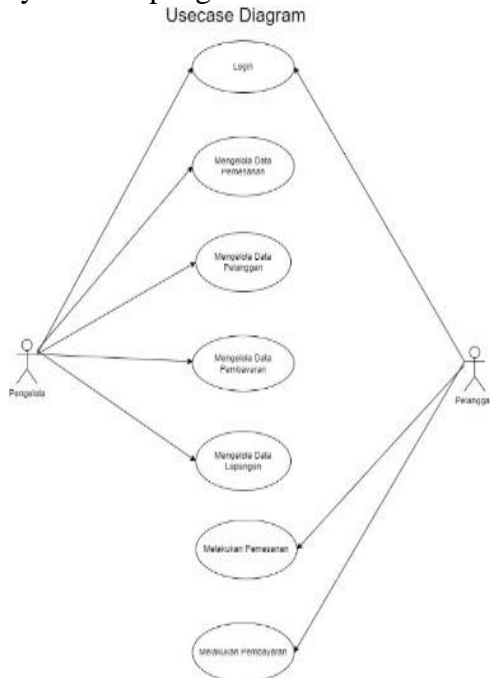 Usecase Diagram
Login
Mengelola Data
Pemesanan
Mengelola Data
Pelanggan
Mengelola Data
Pembayaran
Pengelola
Pelangga
Mengelola Data
Lapangan
Melakukan Pemesanan
Melakukan Pembayaran